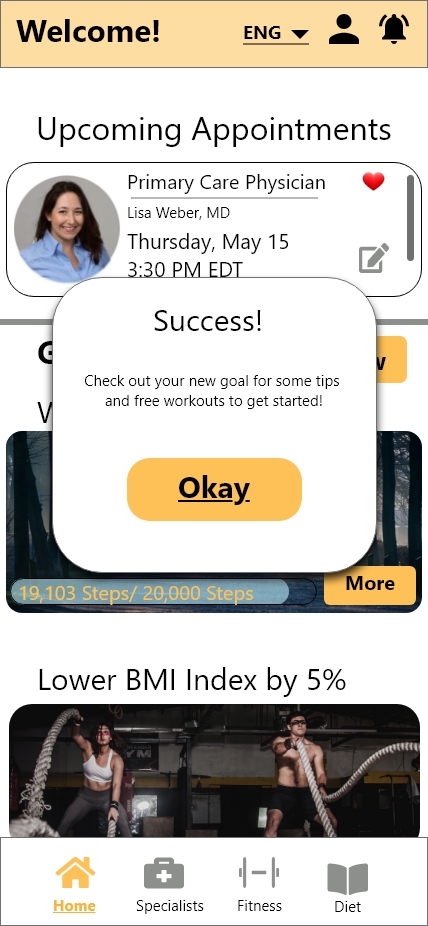 Welcome!
ENG
Upcoming Appointments
Primary Care Physician
Lisa Weber, MD
Thursday, May 15
3:30 PM EDT
Success!
Check out your new goal for some tips
and free workouts to get started!
Okay
19,103 Steps/ 20,000 Steps
More
Lower BMI Index by 5%
Home
Specialists
Fitness
Diet